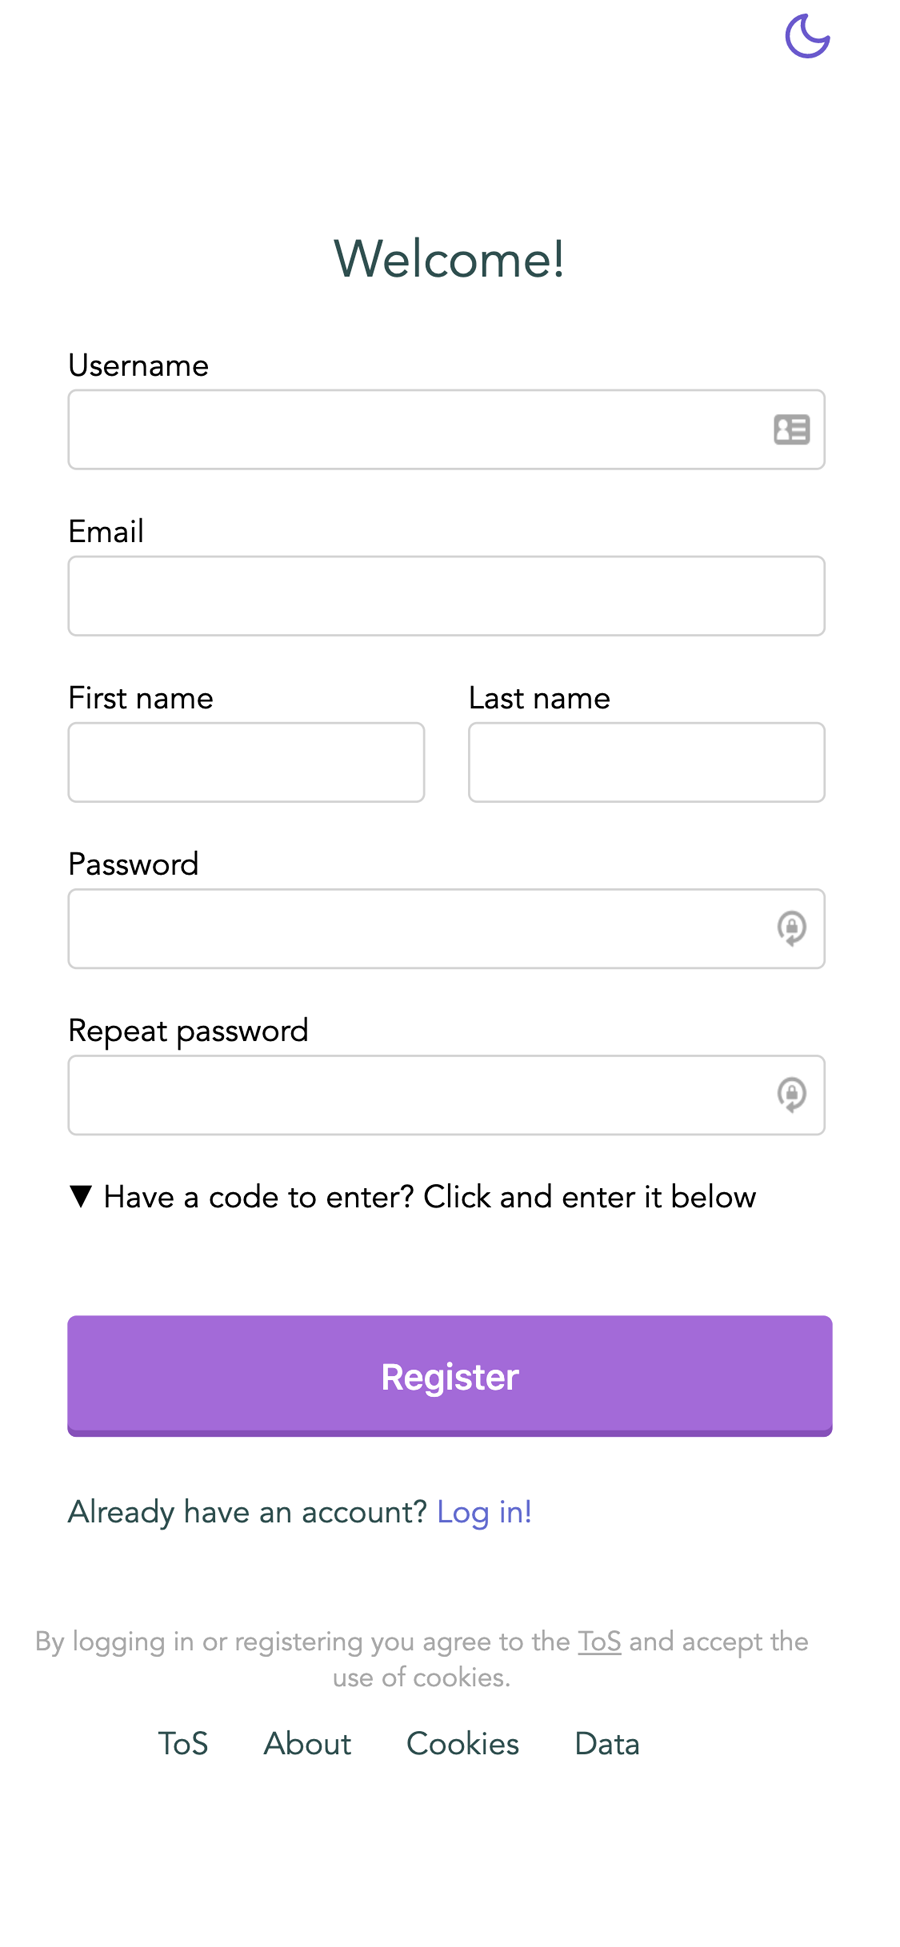 Welcome!
Username
Email
First name Last name
Password
Repeat password
▼ Have a code to enter? Click and enter it below
Register
Already have an account? Log in!
By logging in or registering you agree to the ToS and accept the
use of cookies.
ToS About Cookies Data